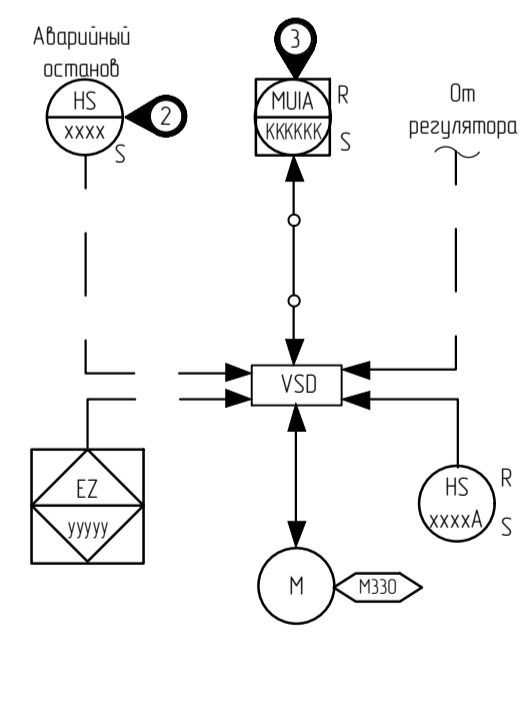 Аварийный
останов
HS
xxxx
S
2
3
MUIA
KKKKKK
R
S
От
регулятора
VSD
EZ
yyyyy
HS
xxxxA
R
S
M
M330